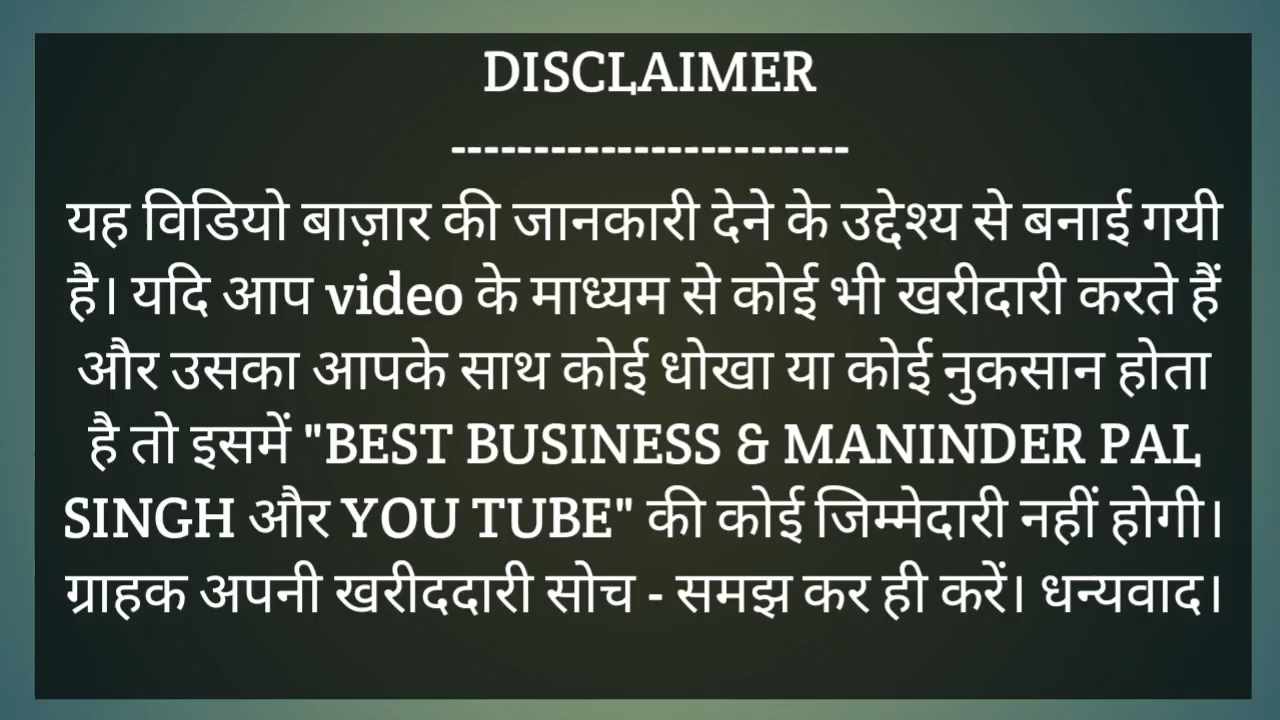 DISCLAIMER
------------------------
यह विडियो बाज़ार की जानकारी देने के उद्देश्य से बनाई गयी
है। यदि आप video के माध्यम से कोई भी खरीदारी करते हैं
और उसका आपके साथ कोई धोखा या कोई नुकसान होता
है तो इसमें "BEST BUSINESS & MANINDER PAL
SINGH और YOU TUBE" की कोई जिम्मेदारी नहीं होगी।
ग्राहक अपनी खरीददारी सोच - समझ कर ही करें। धन्यवाद।